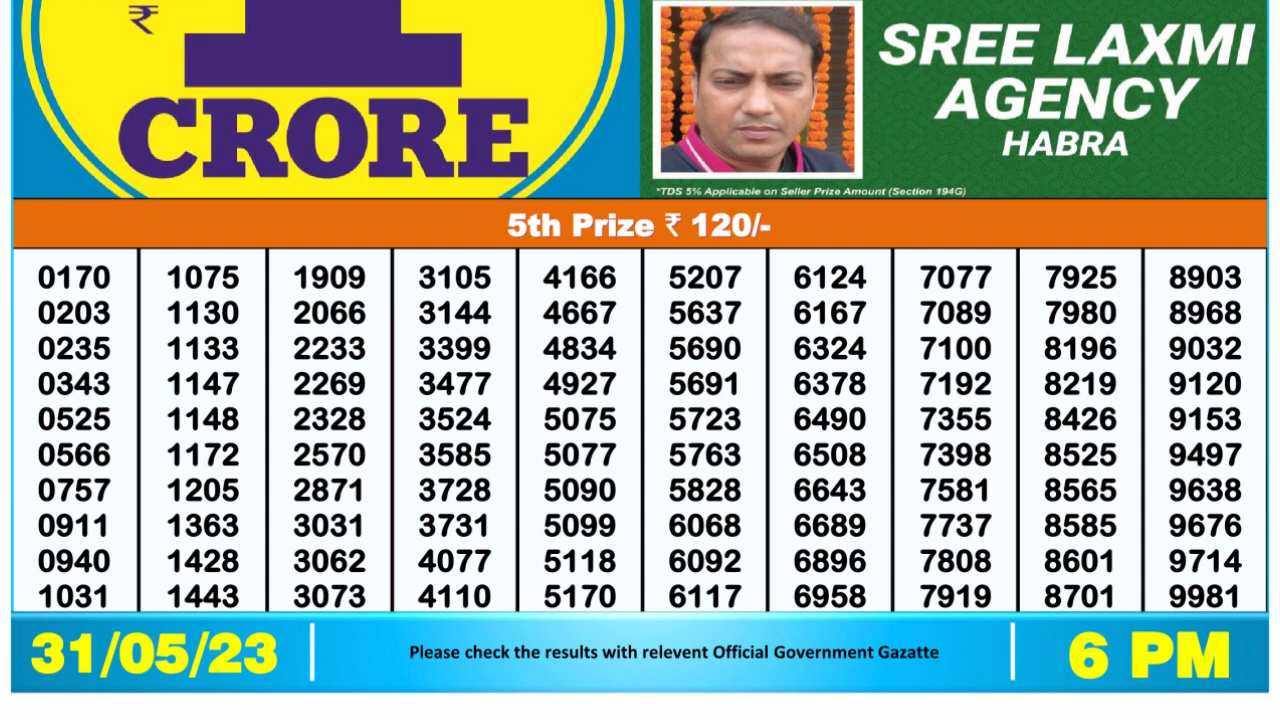 ₹
1
CRORE
SREE LAXMI
AGENCY
HABRA
*TDS 5% Applicable on Seller Prize Amount (Section 194G)
5th Prize ₹ 120/-
0170 1075 1909 3105 4166 5207 6124 7077 7925 8903
0203 1130 2066 3144 4667 5637 6167 7089 7980 8968
0235 1133 2233 3399 4834 5690 6324 7100 8196 9032
0343 1147 2269 3477 4927 5691 6378 7192 8219 9120
0525 1148 2328 3524 5075 5723 6490 7355 8426 9153
0566 1172 2570 3585 5077 5763 6508 7398 8525 9497
0757 1205 2871 3728 5090 5828 6643 7581 8565 9638
0911 1363 3031 3731 5099 6068 6689 7737 8585 9676
0940 1428 3062 4077 5118 6092 6896 7808 8601 9714
1031 1443 3073 4110 5170 6117 6958 7919 8701 9981
31/05/23 Please check the results with relevent Official Government Gazatte 6 PM